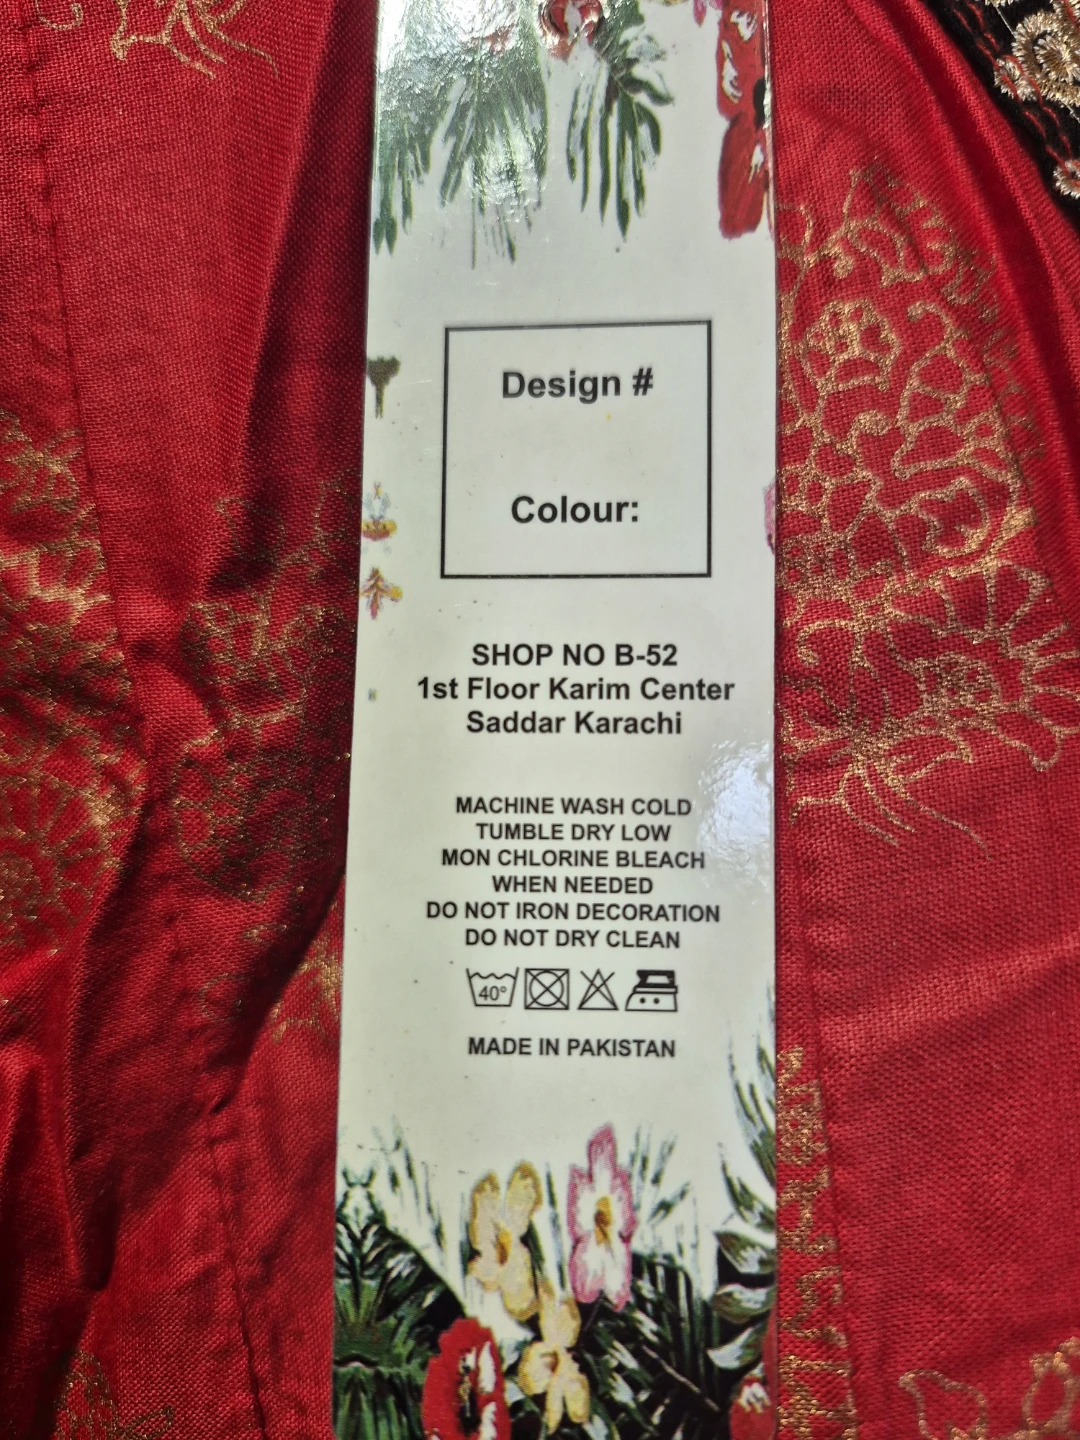 Design #
Colour:
SHOP NO B-52
1st Floor Karim Center
Saddar Karachi
MACHINE WASH COLD
TUMBLE DRY LOW
MON CHLORINE BLEACH
WHEN NEEDED
DO NOT IRON DECORATION
DO NOT DRY CLEAN
40°
MADE IN PAKISTAN